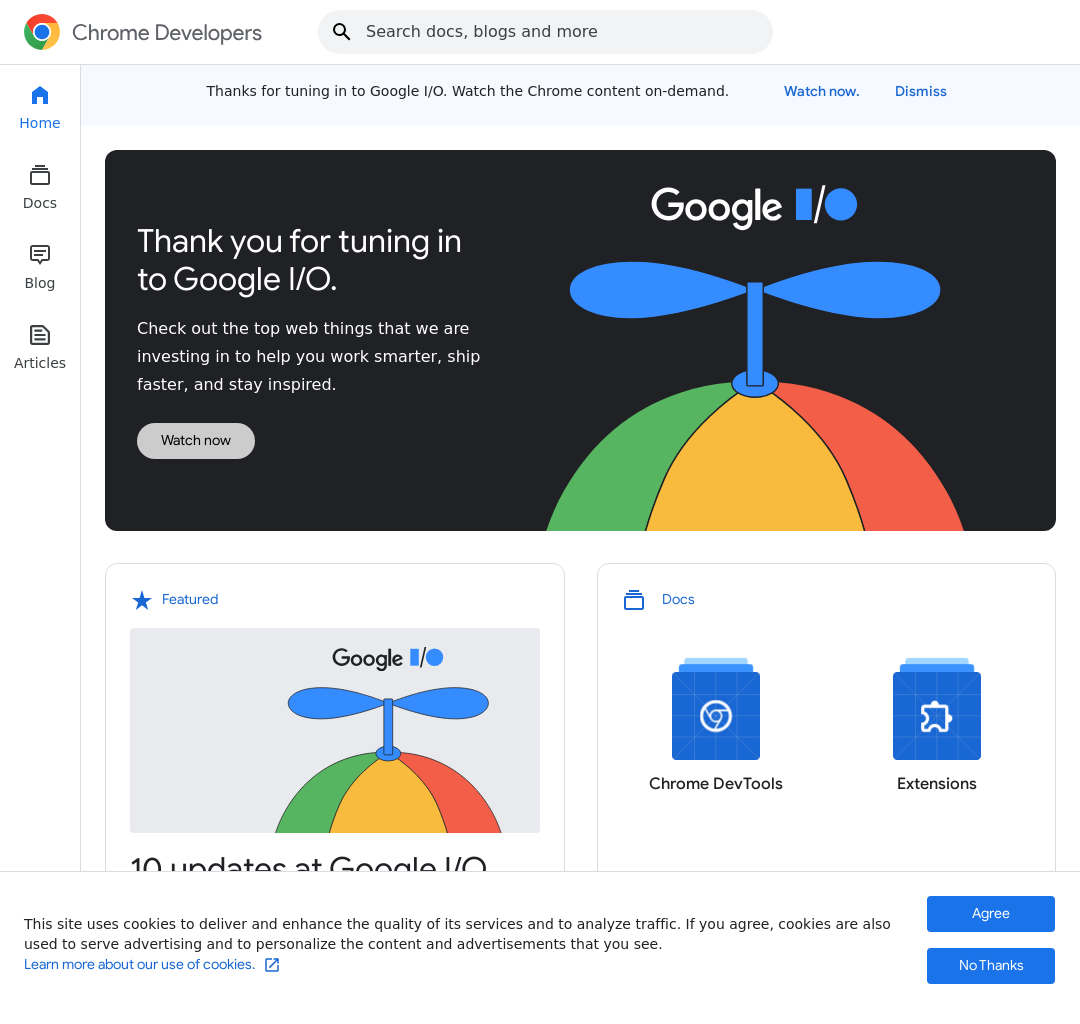 Chrome Developers
Search docs, blogs and more
Home
Docs
Blog
Articles
Thanks for tuning in to Google I/O. Watch the Chrome content on-demand.
Watch now.
Dismiss
Google I/O
Thank you for tuning in
to Google I/O.
Check out the top web things that we are
investing in to help you work smarter, ship
faster, and stay inspired.
Watch now
Featured
Google I/O
10 updates at Google I/O
Docs
Chrome DevTools
Extensions
This site uses cookies to deliver and enhance the quality of its services and to analyze traffic. If you agree, cookies are also
used to serve advertising and to personalize the content and advertisements that you see.
Learn more about our use of cookies.
Agree
No Thanks